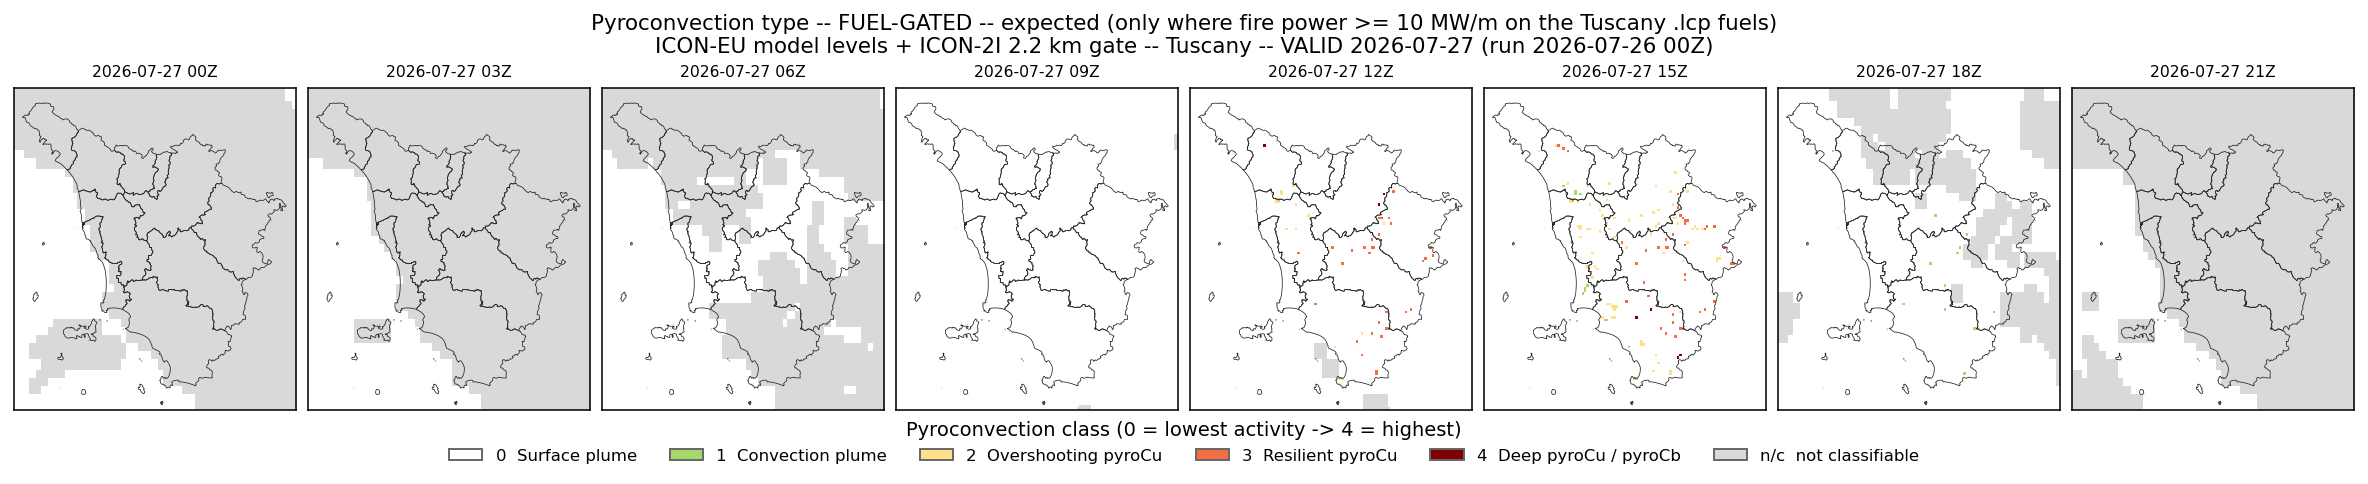 Pyroconvection type -- FUEL-GATED -- expected (only where fire power >= 10 MW/m on the Tuscany .lcp fuels)
ICON-EU model levels + ICON-2I 2.2 km gate -- Tuscany -- VALID 2026-07-27 (run 2026-07-26 00Z)
2026-07-27 00Z
2026-07-27 03Z
2026-07-27 06Z
2026-07-27 09Z
2026-07-27 12Z
2026-07-27 15Z
2026-07-27 18Z
2026-07-27 21Z
Pyroconvection class (0 = lowest activity -> 4 = highest)
0 Surface plume
1 Convection plume
2 Overshooting pyroCu
3 Resilient pyroCu
4 Deep pyroCu / pyroCb
n/c not classifiable